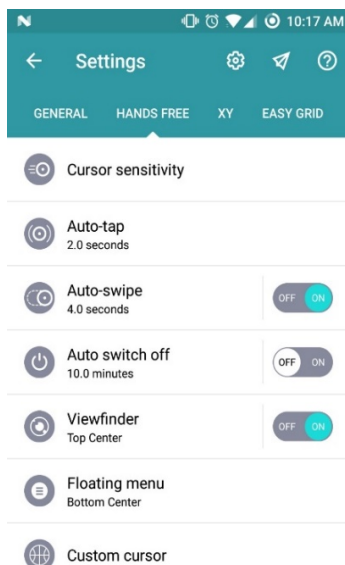 10:17 AM
Settings
GENERAL HANDS FREE XY EASY GRID
Cursor sensitivity
Auto-tap
2.0 seconds
Auto-swipe
4.0 seconds
OFF ON
Auto switch off
10.0 minutes
OFF ON
Viewfinder
Top Center
OFF ON
Floating menu
Bottom Center
Custom cursor